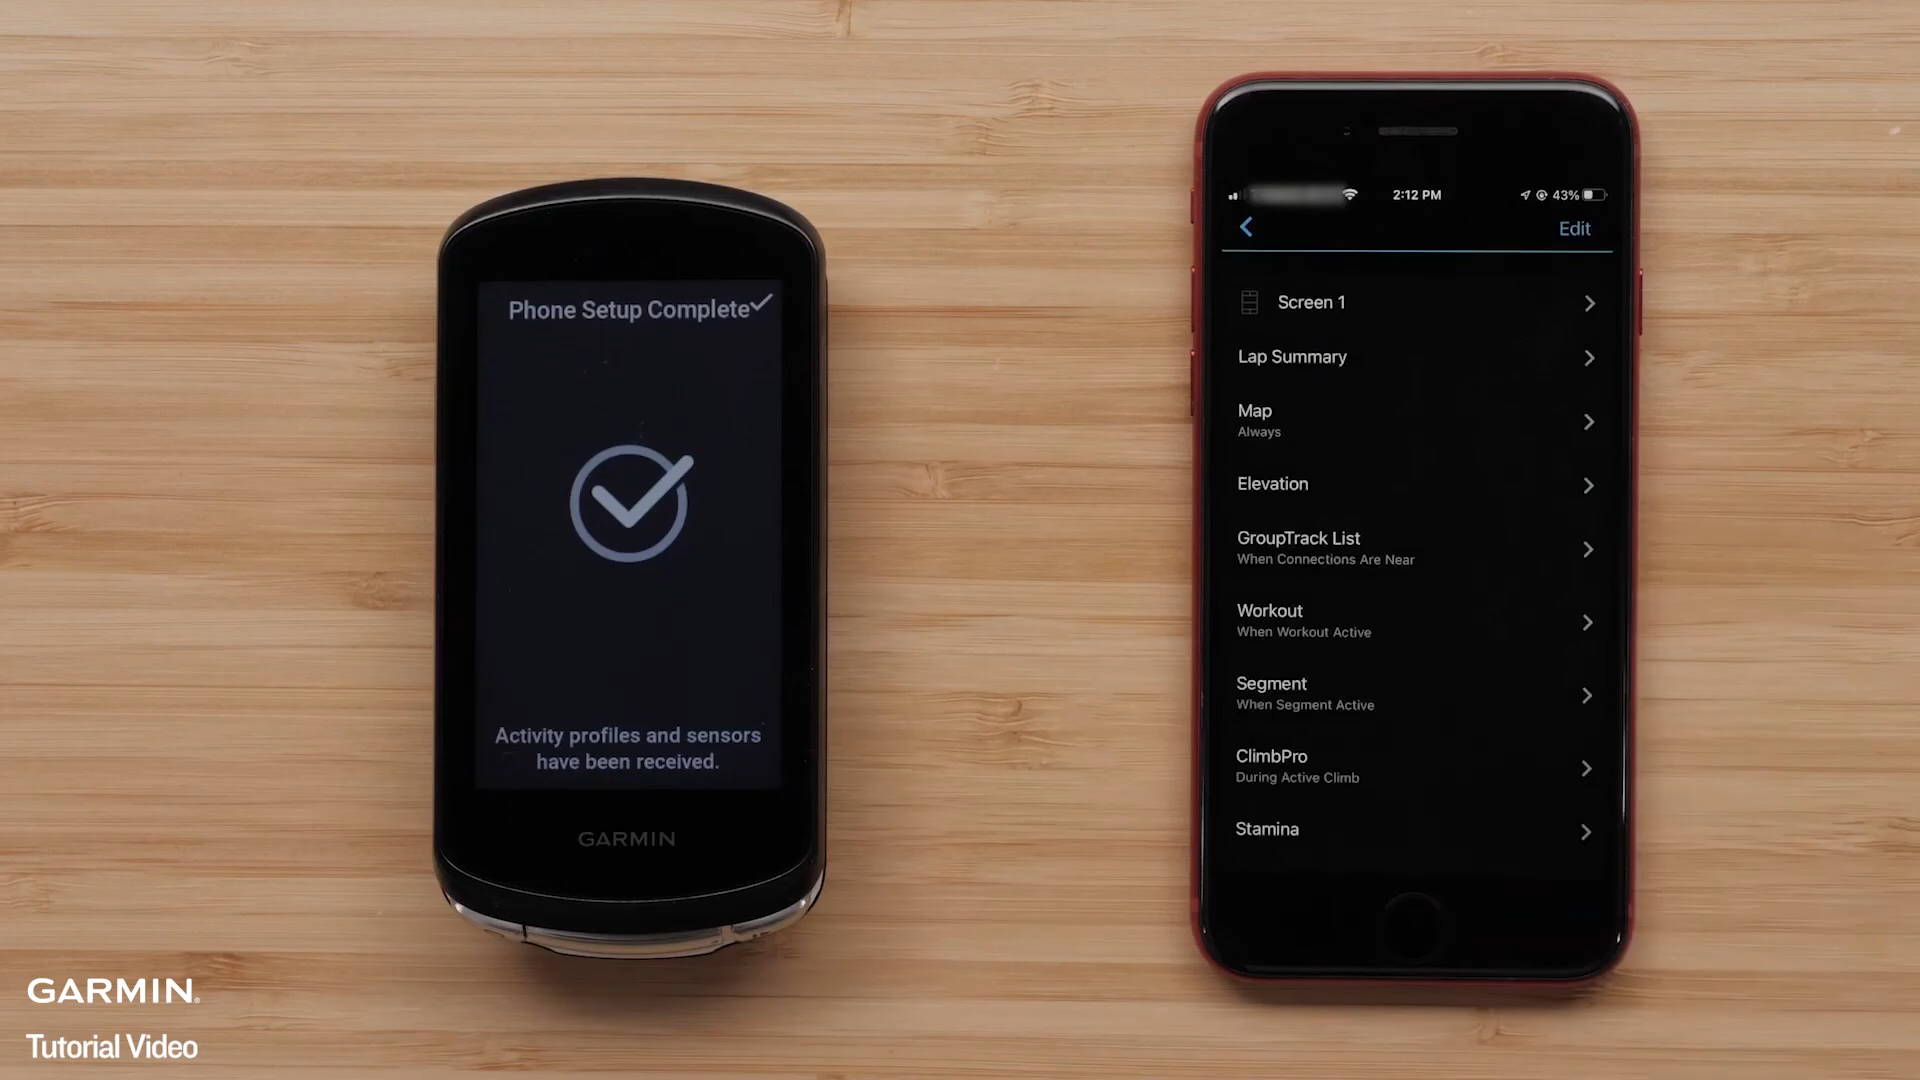 Phone Setup Complete
Activity profiles and sensors
have been received.
GARMIN
2:12 PM
43%
Edit
Screen 1
Lap Summary
Map
Always
Elevation
GroupTrack List
When Connections Are Near
Workout
When Workout Active
Segment
When Segment Active
ClimbPro
During Active Climb
Stamina
GARMIN®
Tutorial Video